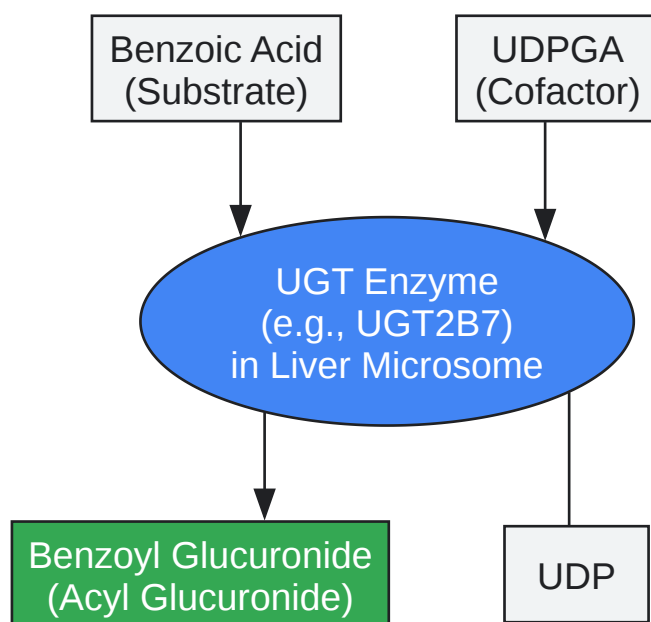 Benzoic Acid
(Substrate)
UDPGA
(Cofactor)
UGT Enzyme
(e.g., UGT2B7)
in Liver Microsome
Benzoyl Glucuronide
(Acyl Glucuronide)
UDP